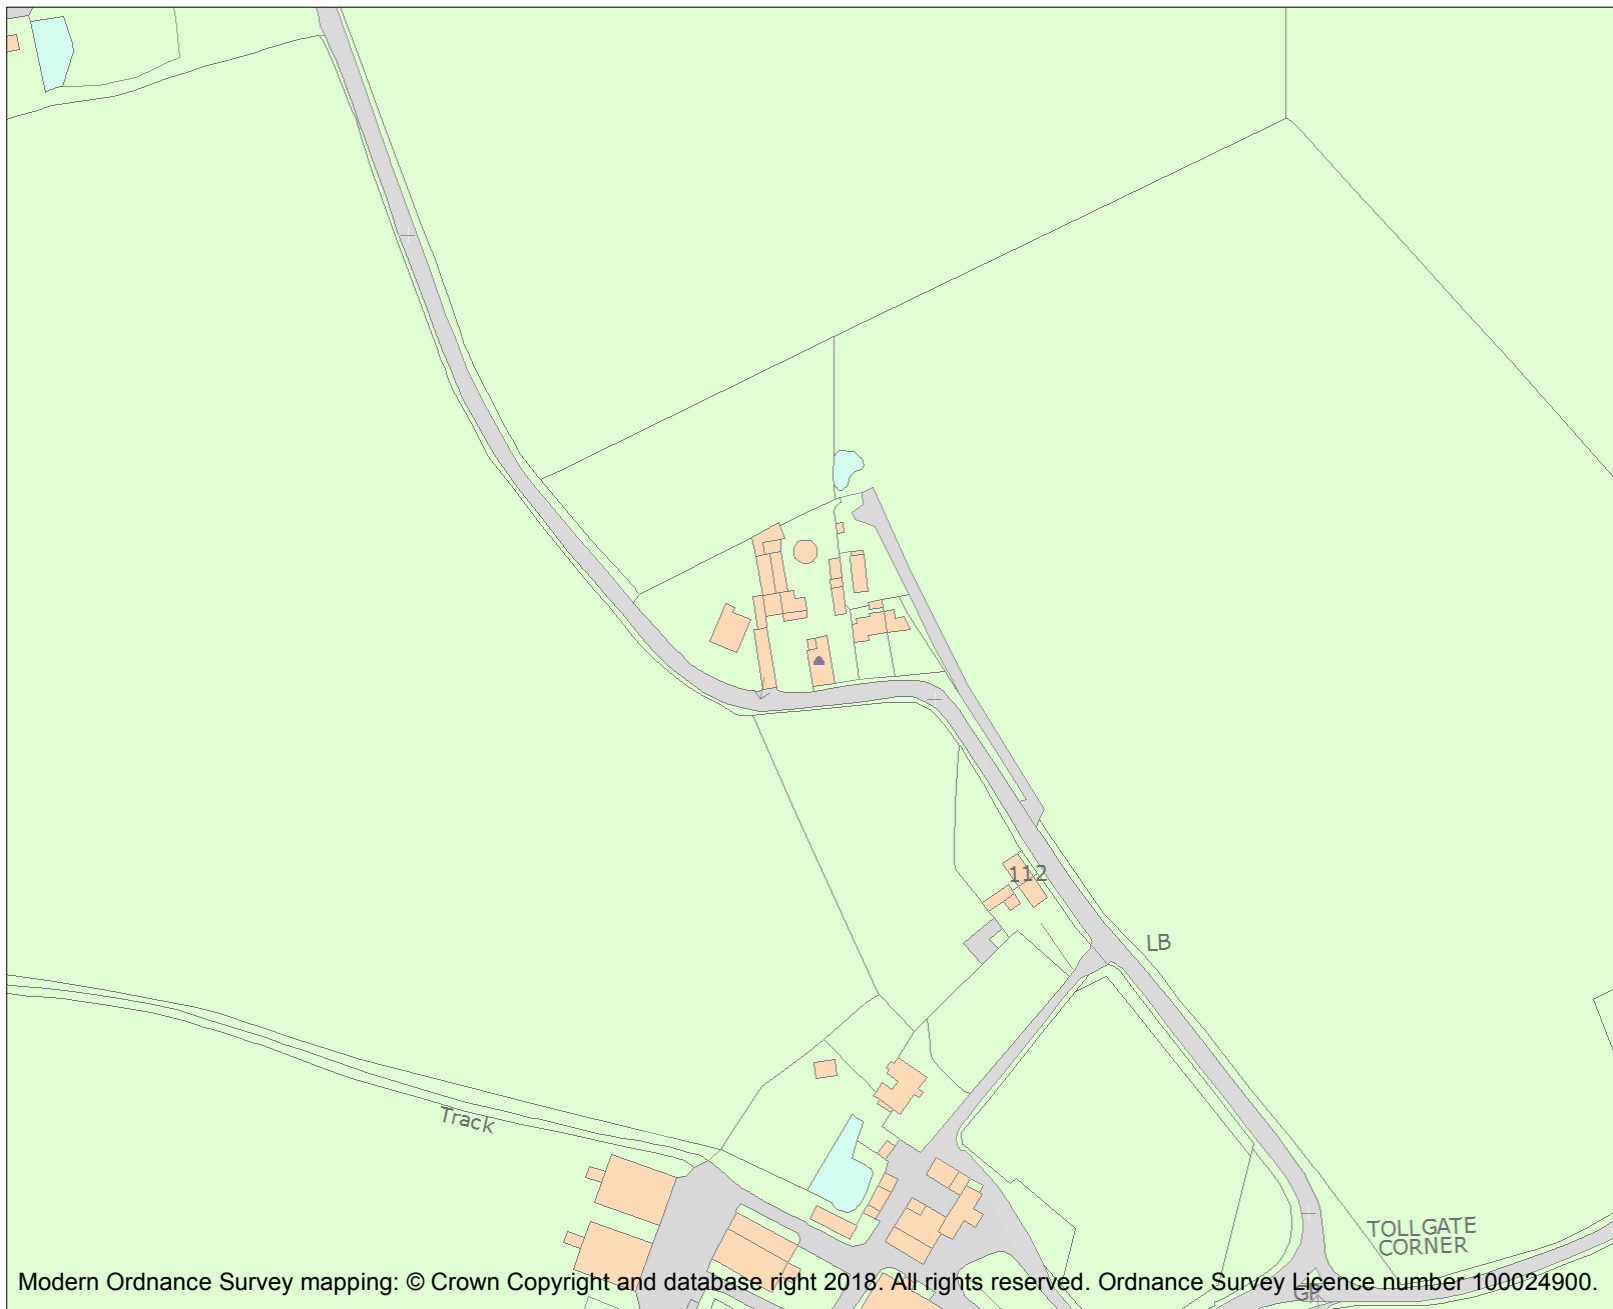 112
LB
Track
TOLLGATE
CORNER
Modern Ordnance Survey mapping: © Crown Copyright and database right 2018. All rights reserved. Ordnance Survey Licence number 100024900.
GP